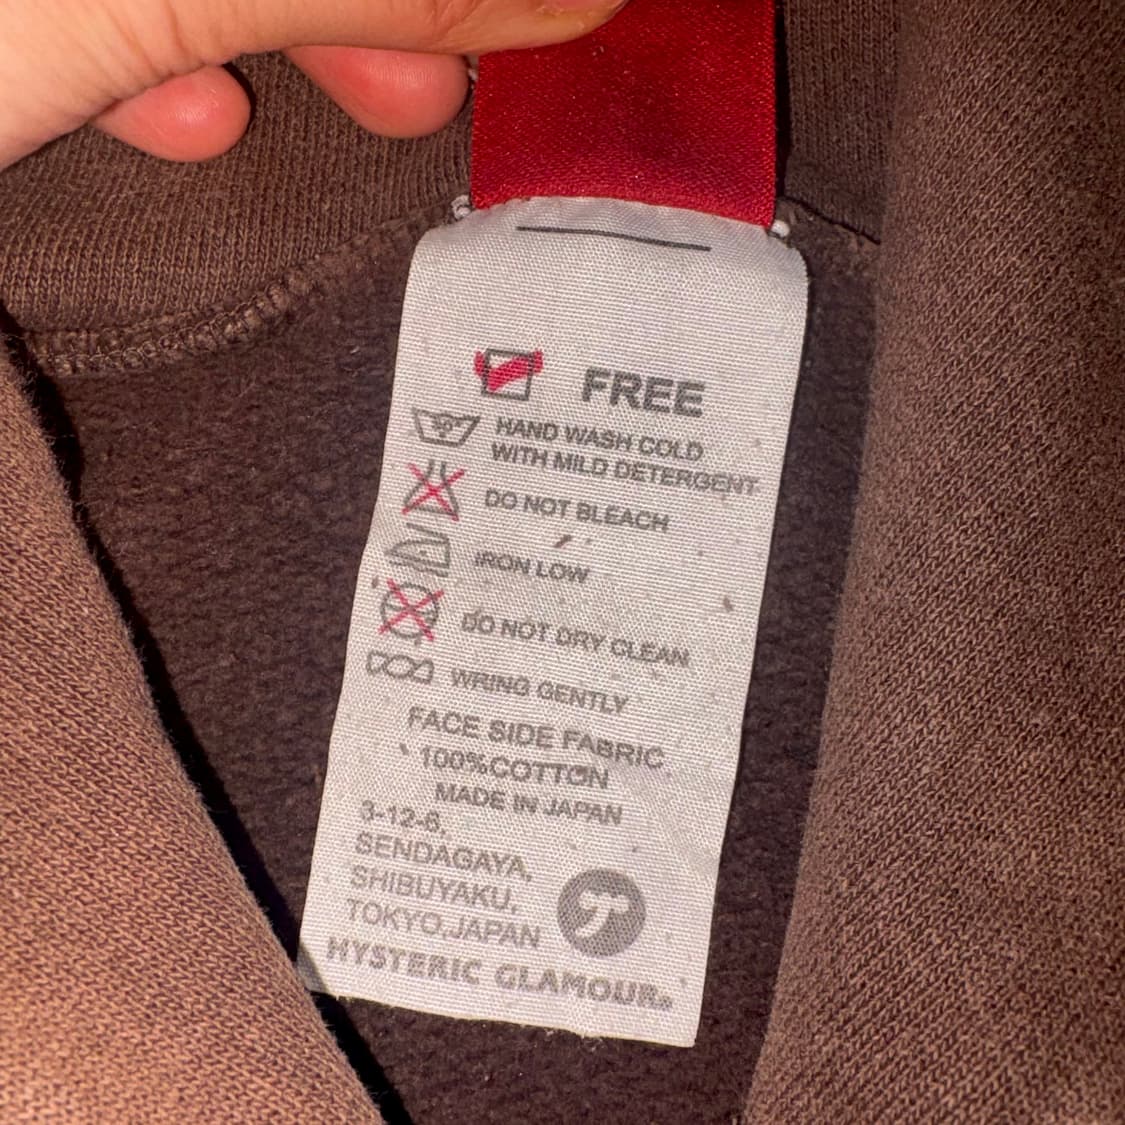 FREE
HAND WASH COLD
WITH MILD DETERGENT
DO NOT BLEACH
IRON LOW
DO NOT DRY CLEAN
WRING GENTLY
FACE SIDE FABRIC
100%COTTON
MADE IN JAPAN
3-12-6,
SENDAGAYA,
SHIBUYAKU,
TOKYO,JAPAN
HYSTERIC GLAMOUR